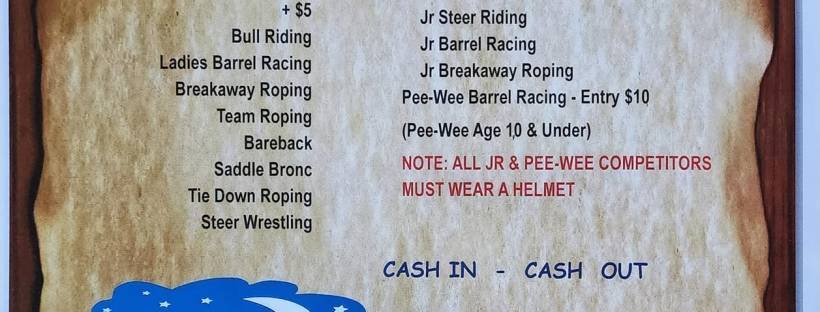 + $5
Bull Riding
Ladies Barrel Racing
Breakaway Roping
Team Roping
Bareback
Saddle Bronc
Tie Down Roping
Steer Wrestling
Jr Steer Riding
Jr Barrel Racing
Jr Breakaway Roping
Pee-Wee Barrel Racing - Entry $10
(Pee-Wee Age 10 & Under)
NOTE: ALL JR & PEE-WEE COMPETITORS
MUST WEAR A HELMET
CASH IN - CASH OUT